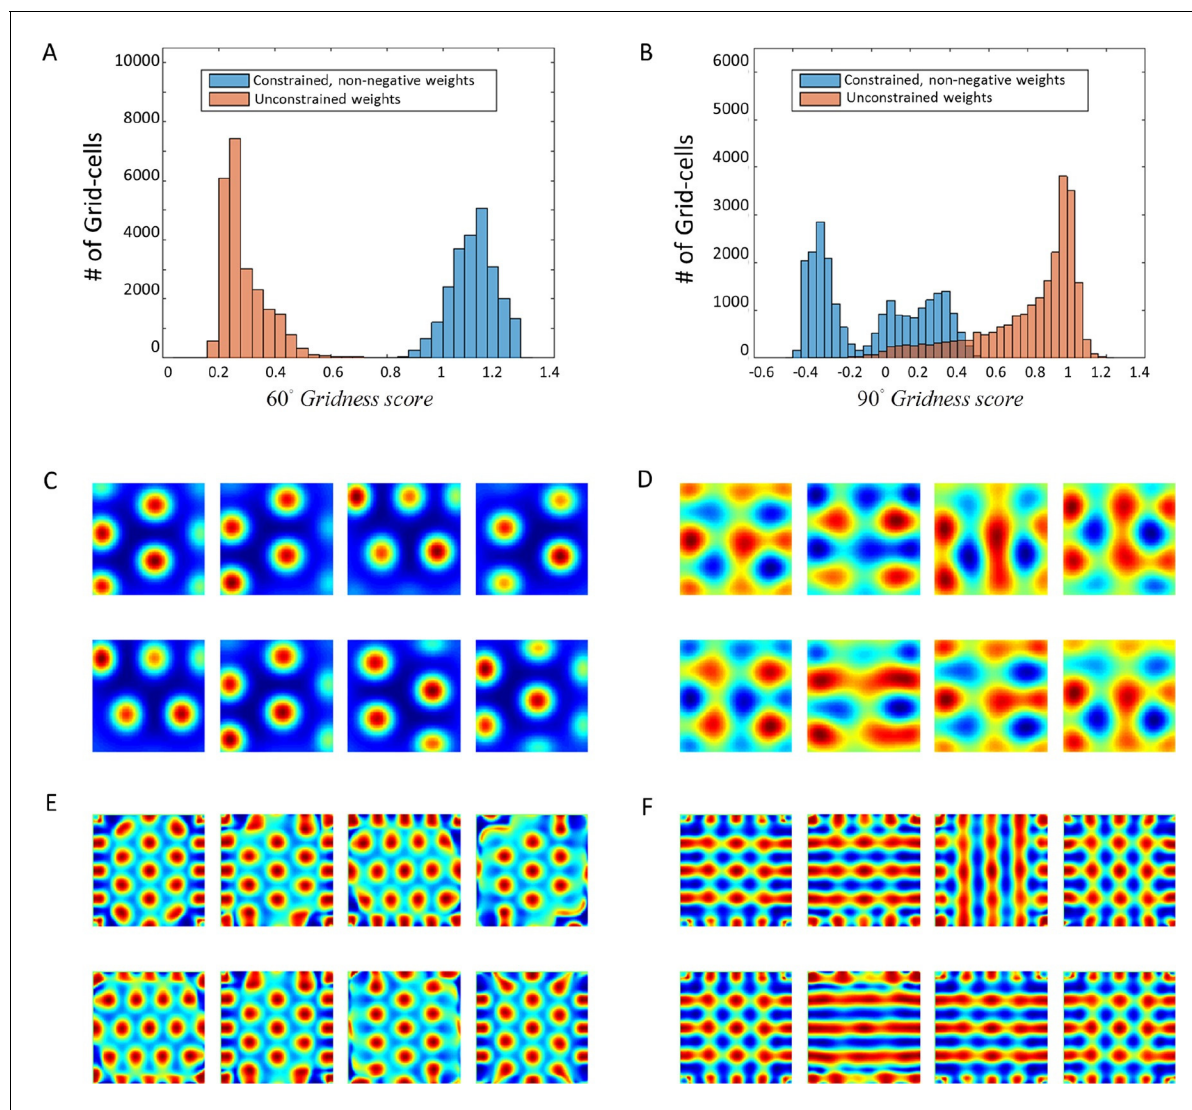 A
# of Grid-cells
10000
8000
6000
4000
2000
0
Constrained, non-negative weights
Unconstrained weights
0 0.2 0.4 0.6 0.8 1.0 1.2 1.4
60° Gridness score
B
# of Grid-cells
6000
5000
4000
3000
2000
1000
0
Constrained, non-negative weights
Unconstrained weights
-0.6 -0.4 -0.2 0 0.2 0.4 0.6 0.8 1 1.2 1.4
90° Gridness score
C
D
E
F